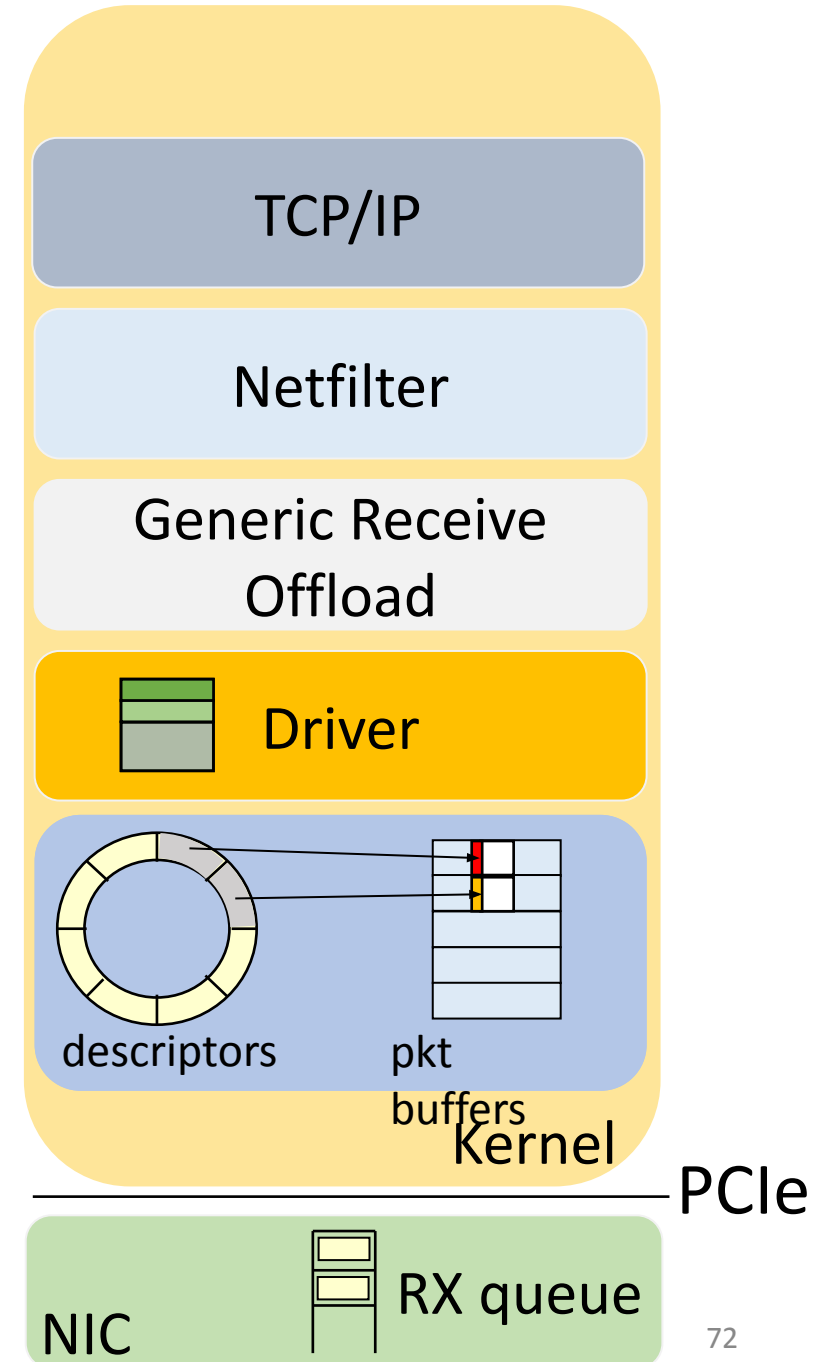 TCP/IP
Netfilter
Generic Receive
Offload
Driver
descriptors
pkt
buffers
Kernel
PCIe
RX queue
NIC
72